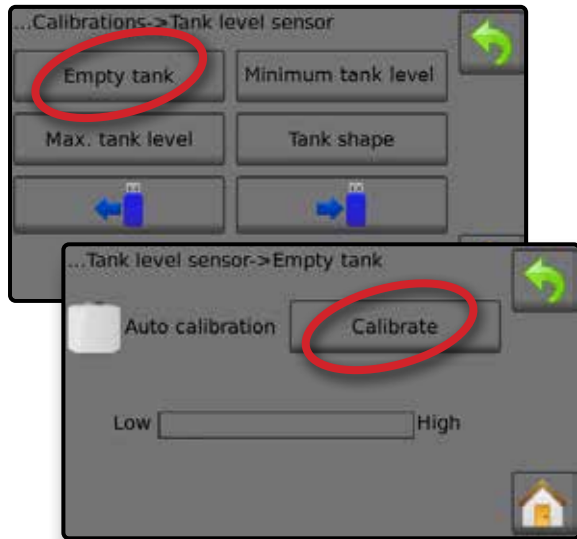 ...Calibrations->Tank level sensor
Empty tank
Minimum tank level
Max. tank level
Tank shape
...Tank level sensor->Empty tank
Auto calibration
Calibrate
Low
High